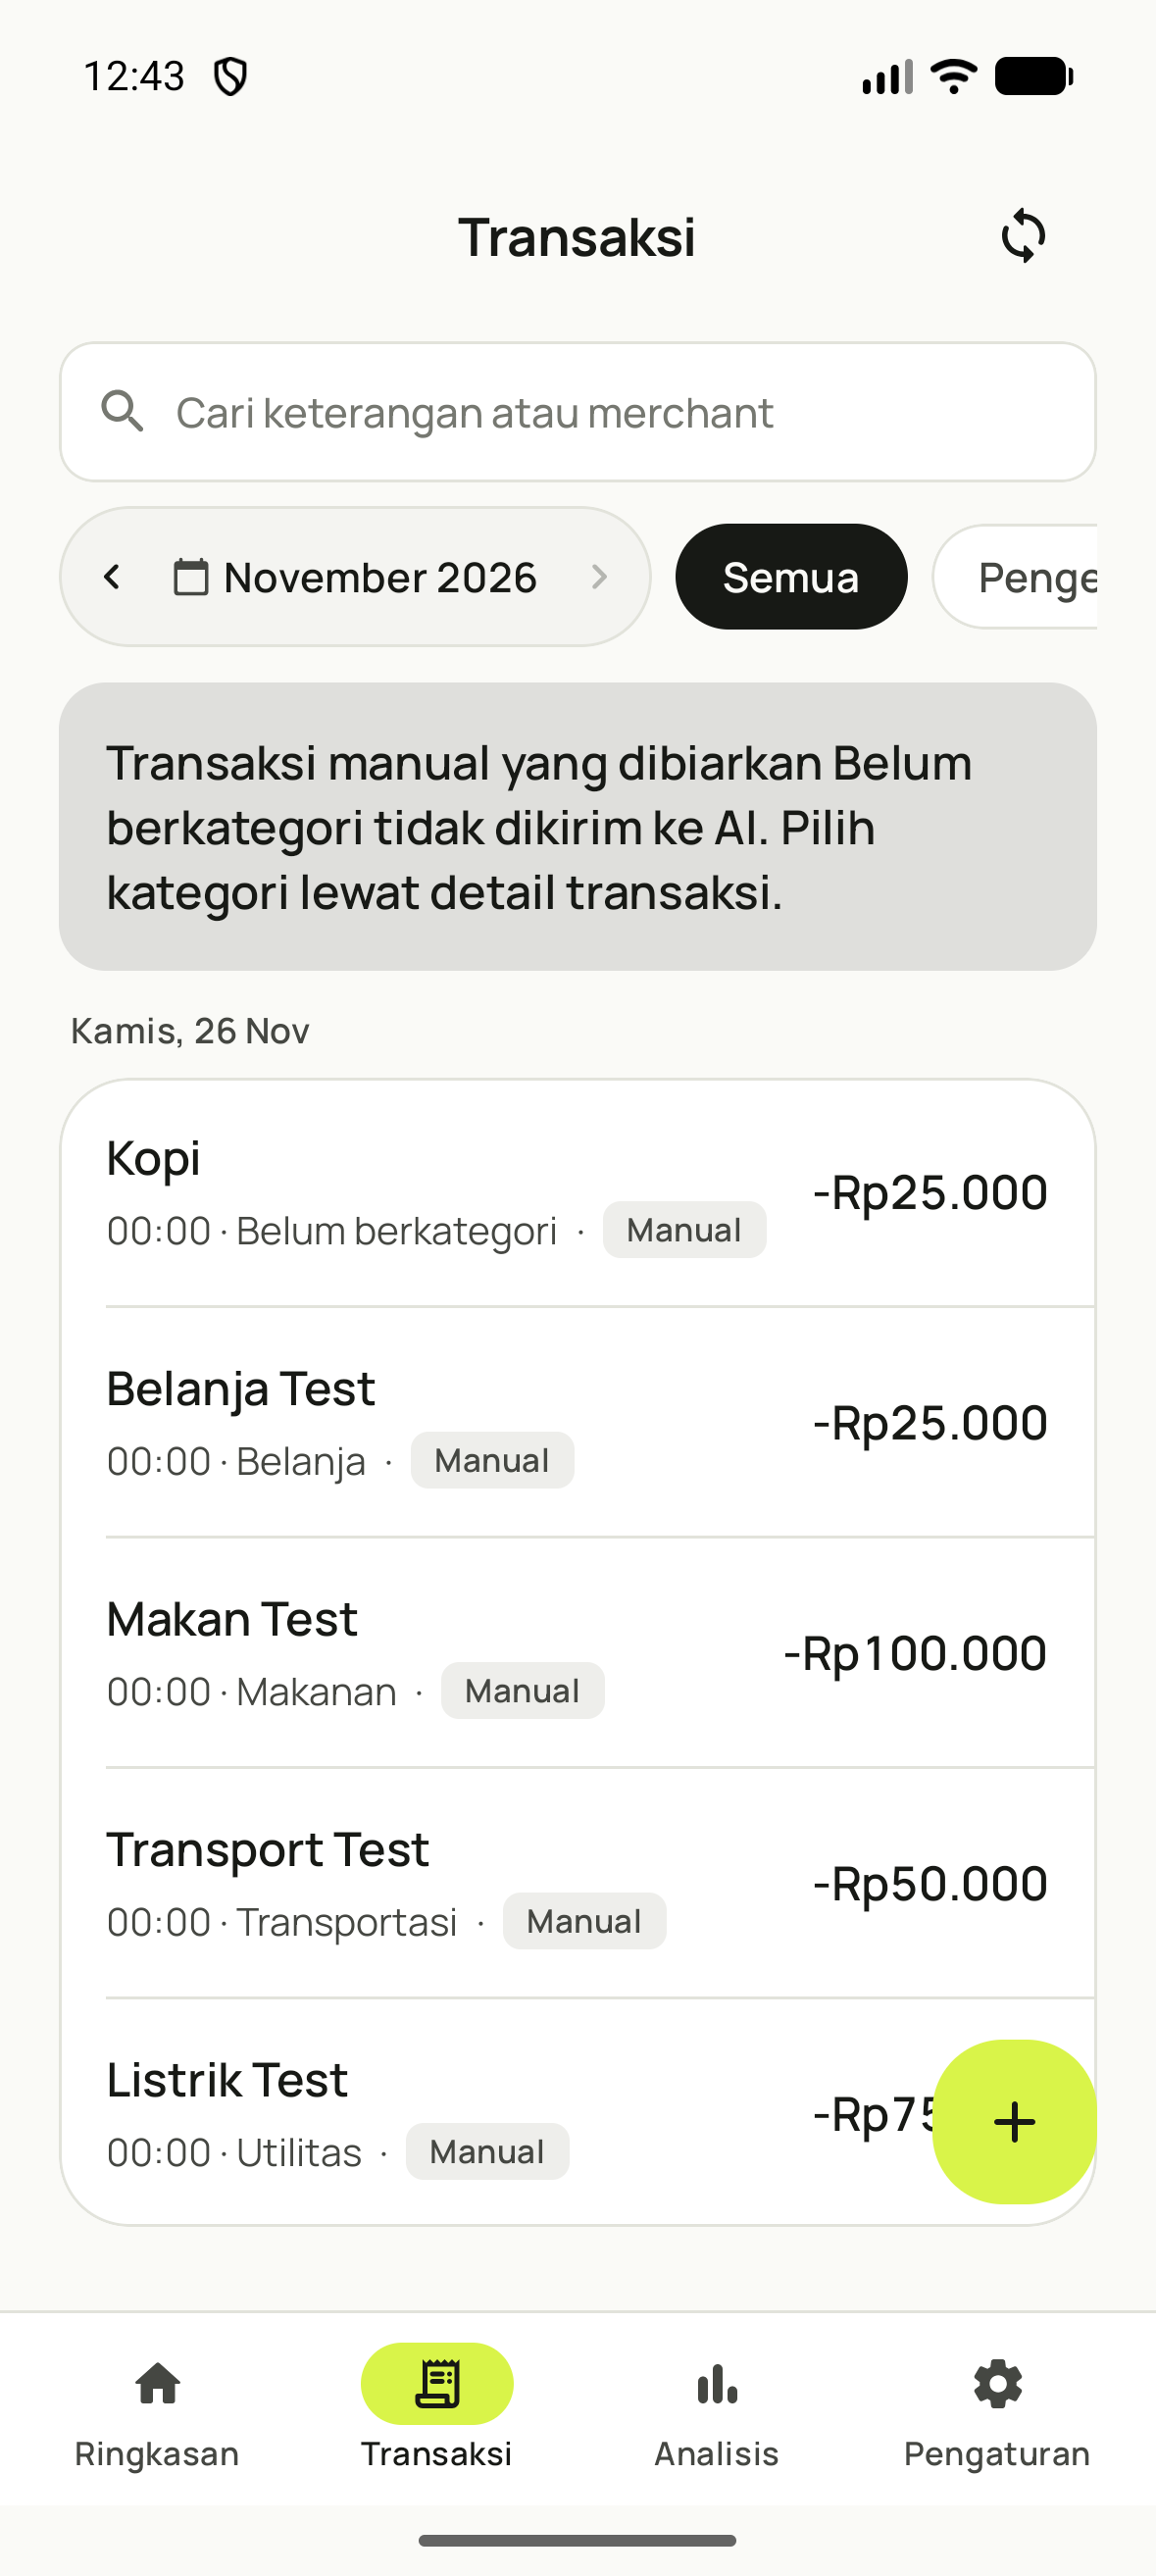 12:43
Transaksi
Cari keterangan atau merchant
November 2026
Semua
Penge
Transaksi manual yang dibiarkan Belum
berkategori tidak dikirim ke AI. Pilih
kategori lewat detail transaksi.
Kamis, 26 Nov
Kopi
-Rp25.000
00:00 · Belum berkategori · Manual
Belanja Test
-Rp25.000
00:00 · Belanja · Manual
Makan Test
-Rp100.000
00:00 · Makanan · Manual
Transport Test
-Rp50.000
00:00 · Transportasi · Manual
Listrik Test
-Rp75
00:00 · Utilitas · Manual
Ringkasan
Transaksi
Analisis
Pengaturan